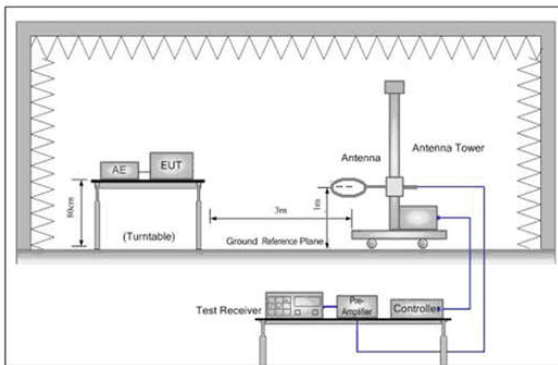 AE
EUT
80cm
(Turntable)
3m
1m
Antenna
Antenna Tower
Ground Reference Plane
Test Receiver
Pre-
Amplifier
Controller